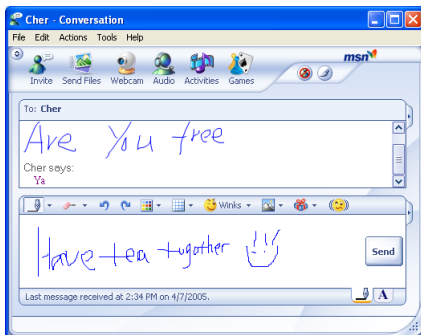 Cher - Conversation
File Edit Actions Tools Help
msn
Invite Send Files Webcam Audio Activities Games
To: Cher
Are You free
Cher says:
Ya
Winks
Have tea tugother
Send
Last message received at 2:34 PM on 4/7/2005.
A